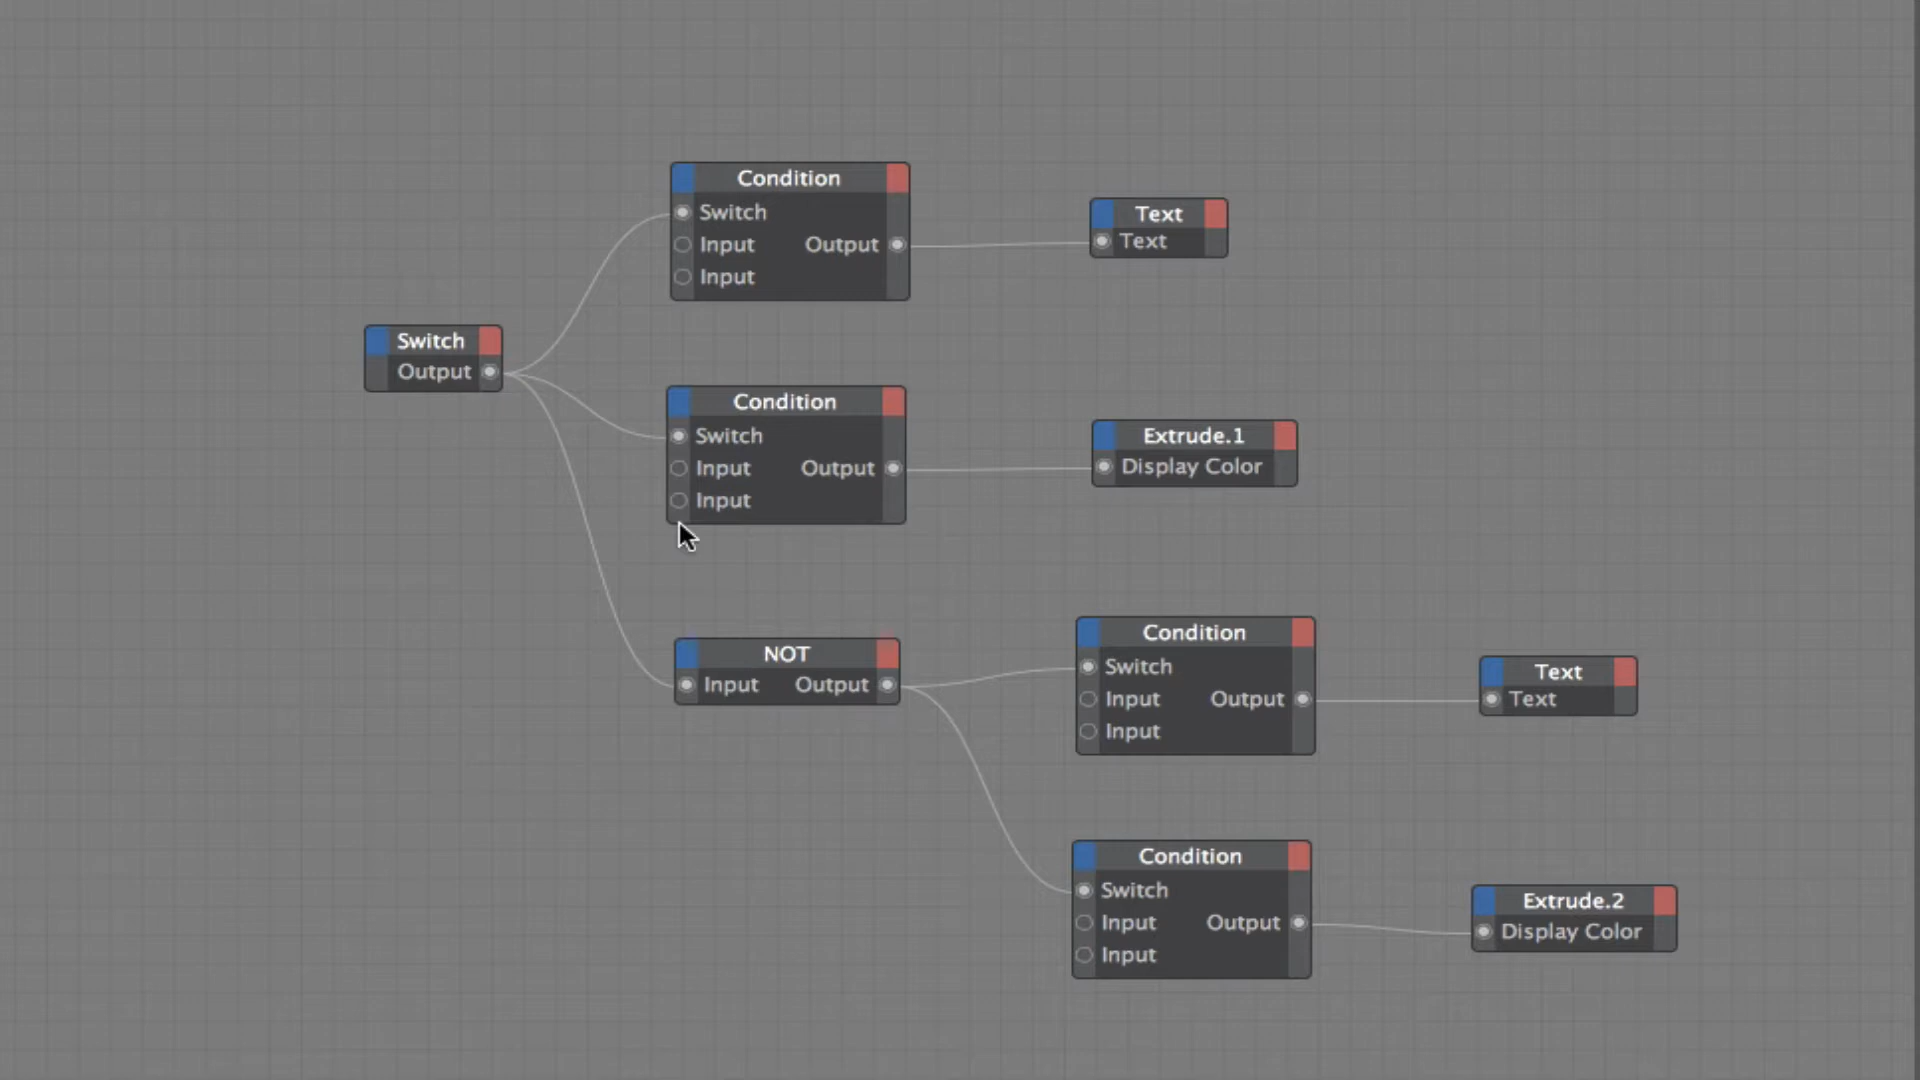 Condition
Switch
Input Output
Input
Text
Text
Switch
Output
Condition
Switch
Input Output
Input
Extrude.1
Display Color
NOT
Input Output
Condition
Switch
Input Output
Input
Text
Text
Condition
Switch
Input Output
Input
Extrude.2
Display Color